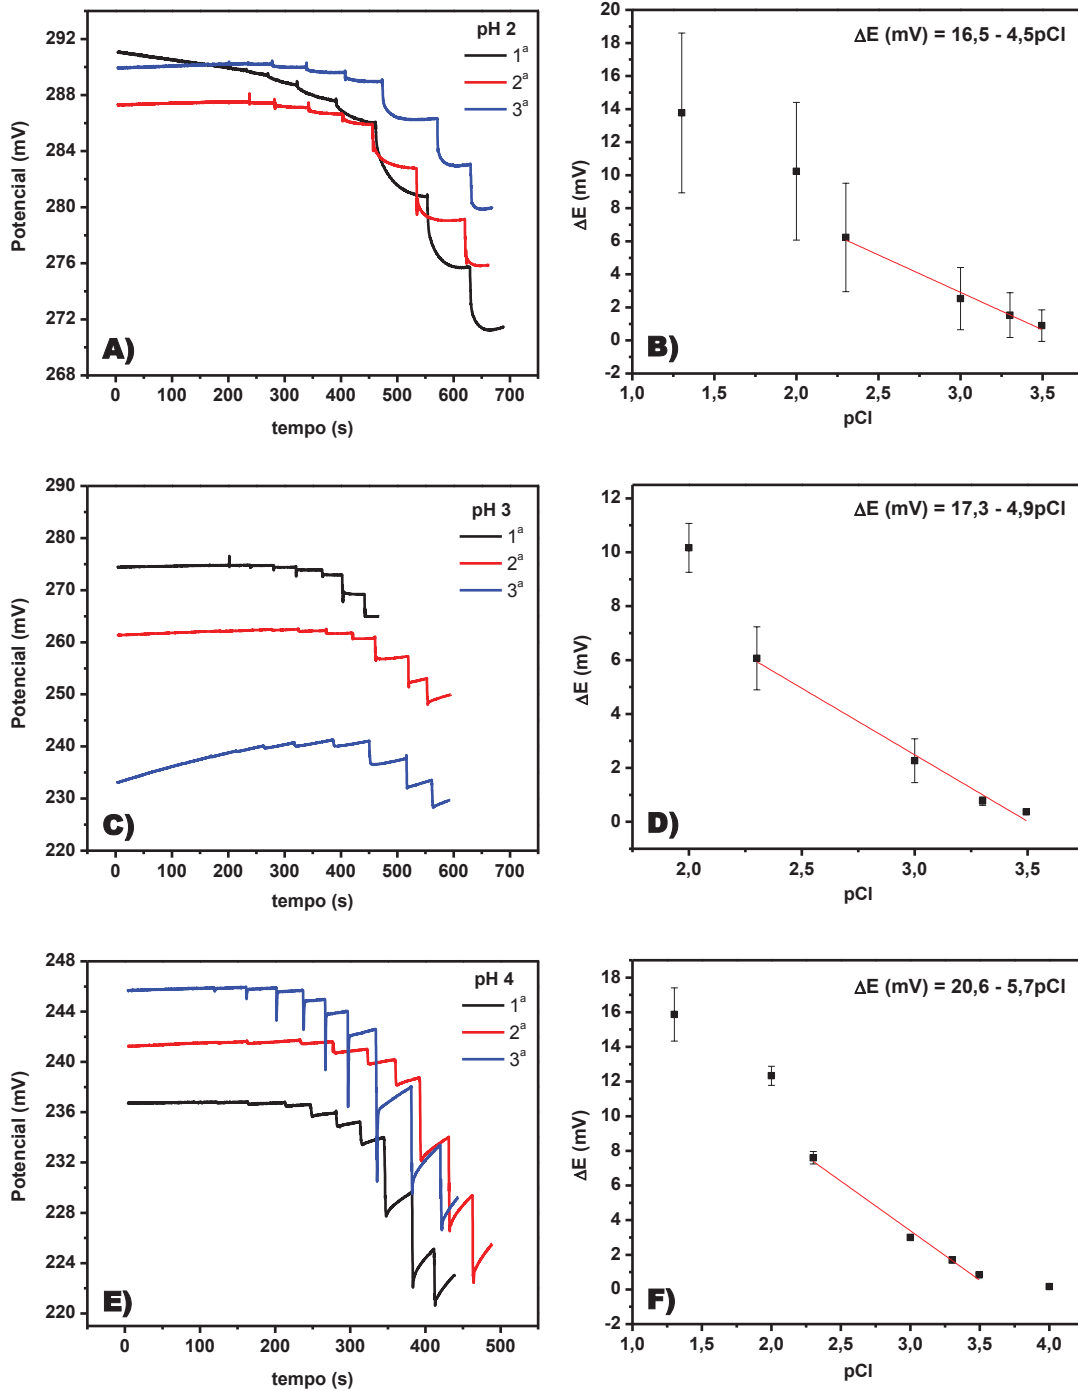 pH 2
1ª
2ª
3ª
292
288
284
280
276
272
268
Potencial (mV)
0 100 200 300 400 500 600 700
tempo (s)
A)
ΔE (mV) = 16,5 - 4,5pCl
20
18
16
14
12
10
8
6
4
2
0
-2
ΔE (mV)
1,0 1,5 2,0 2,5 3,0 3,5
pCl
B)
pH 3
1ª
2ª
3ª
290
280
270
260
250
240
230
220
Potencial (mV)
0 100 200 300 400 500 600 700
tempo (s)
C)
ΔE (mV) = 17,3 - 4,9pCl
12
10
8
6
4
2
0
ΔE (mV)
2,0 2,5 3,0 3,5
pCl
D)
pH 4
1ª
2ª
3ª
248
244
240
236
232
228
224
220
Potencial (mV)
0 100 200 300 400 500
tempo (s)
E)
ΔE (mV) = 20,6 - 5,7pCl
18
16
14
12
10
8
6
4
2
0
-2
ΔE (mV)
1,0 1,5 2,0 2,5 3,0 3,5 4,0
pCl
F)